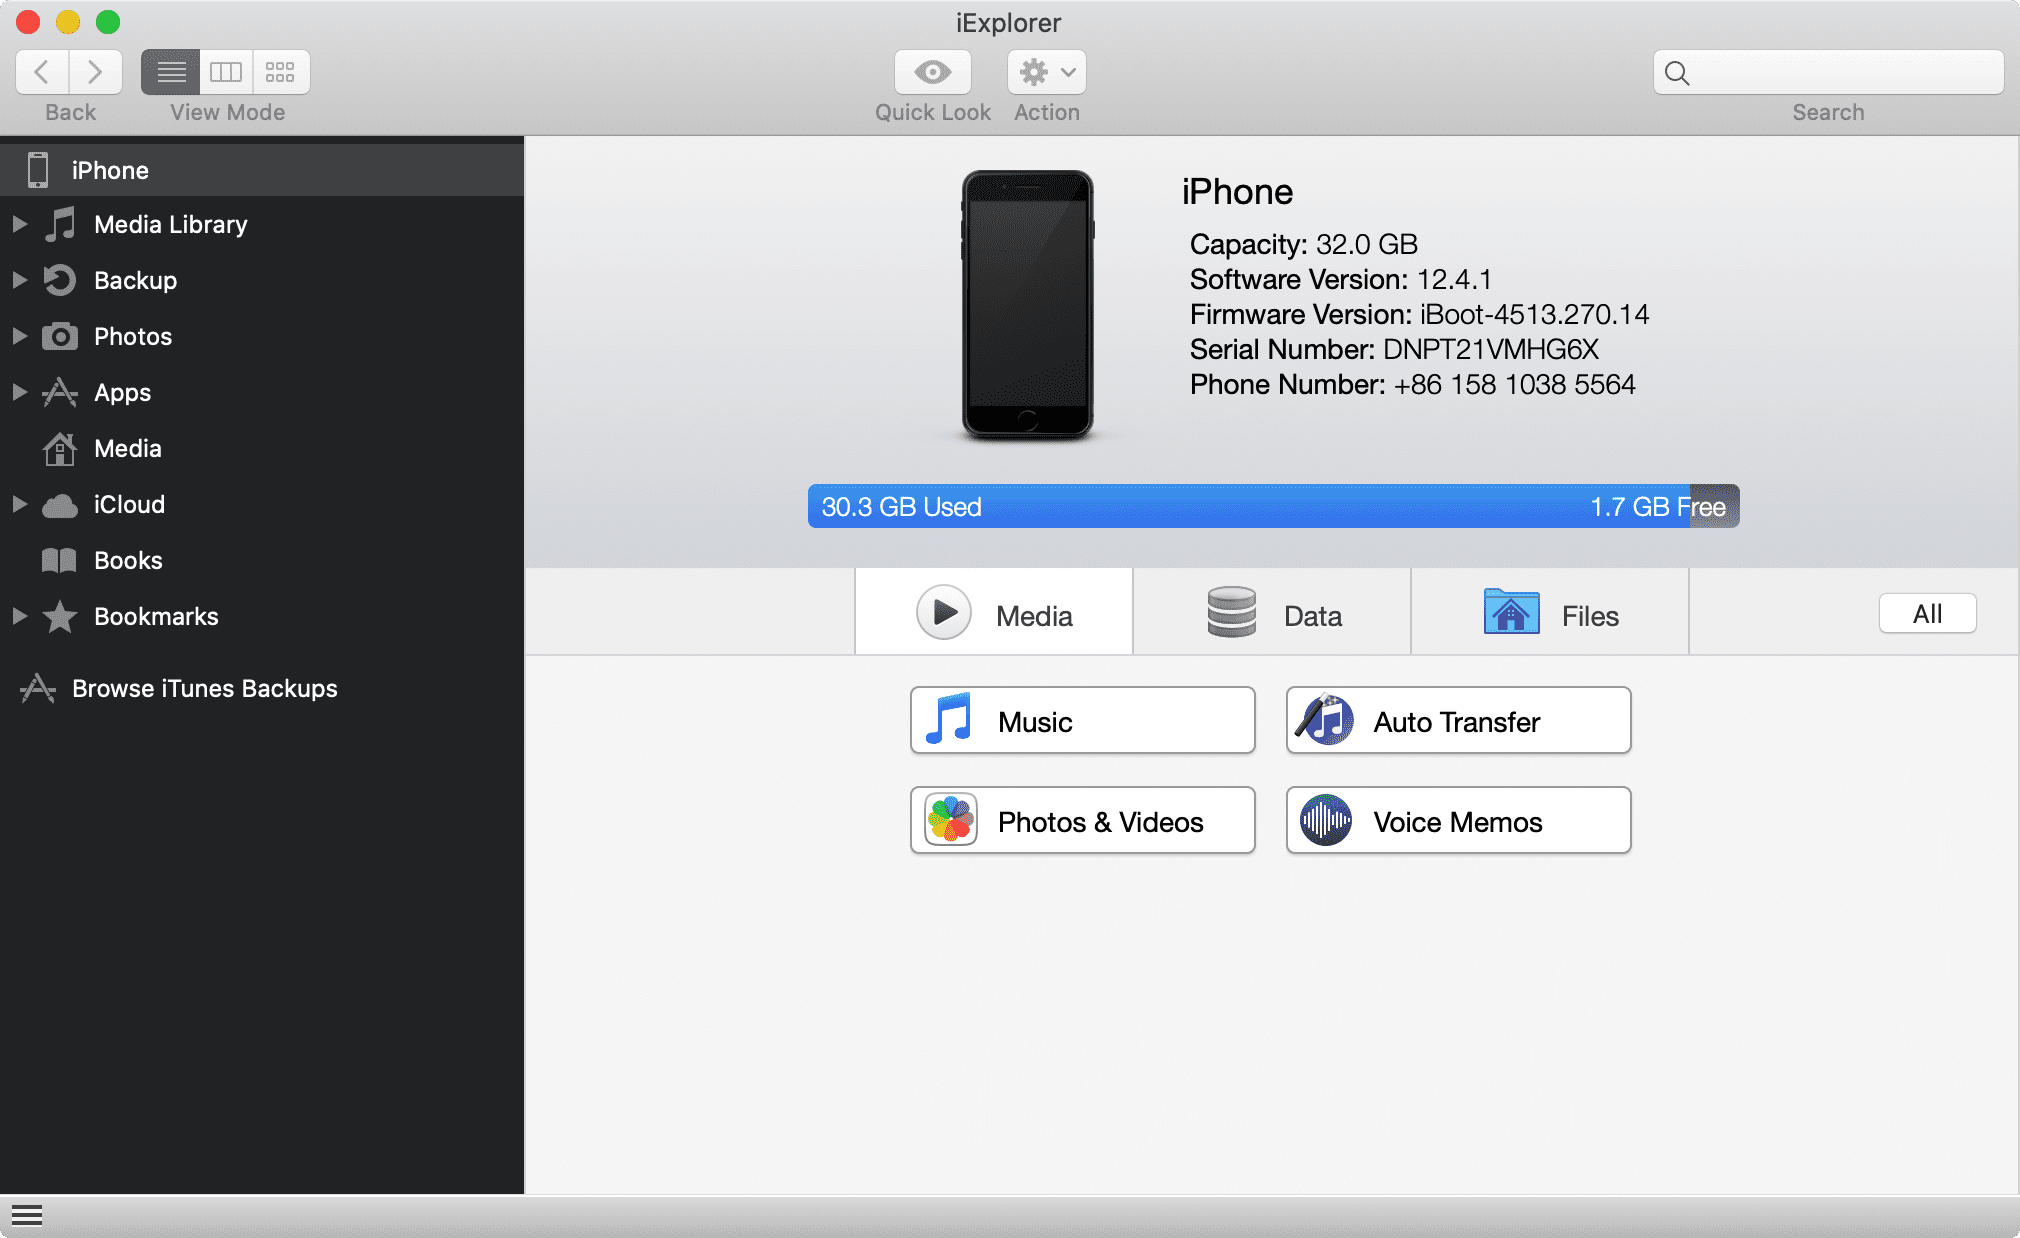 iExplorer
Back
View Mode
Quick Look
Action
Search
iPhone
Media Library
Backup
Photos
Apps
Media
iCloud
Books
Bookmarks
Browse iTunes Backups
iPhone
Capacity: 32.0 GB
Software Version: 12.4.1
Firmware Version: iBoot-4513.270.14
Serial Number: DNPT21VMHG6X
Phone Number: +86 158 1038 5564
30.3 GB Used 1.7 GB Free
Media Data Files All
Music Auto Transfer
Photos & Videos Voice Memos